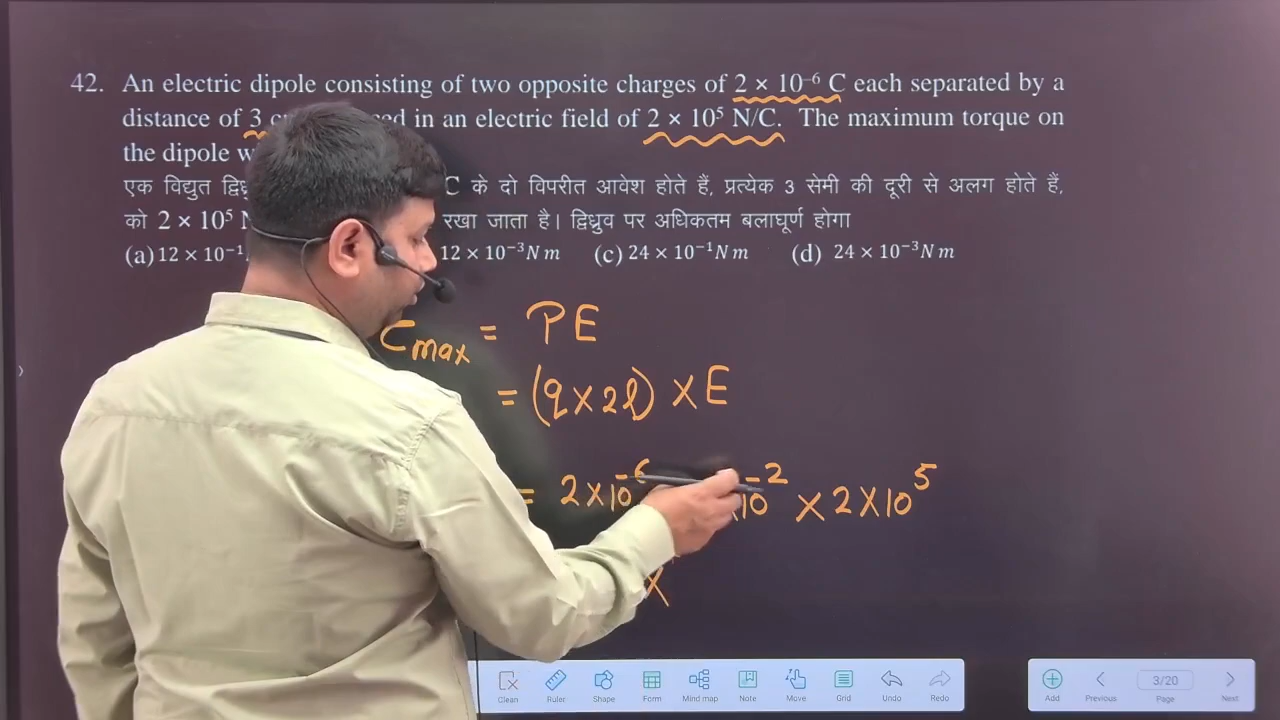 42. An electric dipole consisting of two opposite charges of 2 × 10⁻⁶ C each separated by a
distance of 3 in an electric field of 2 × 10⁵ N/C. The maximum torque on
the dipole
एक विद्युत C के दो विपरीत आवेश होते हैं, प्रत्येक 3 सेमी की दूरी से अलग होते हैं,
को 2 × 10⁵ रखा जाता है। द्विध्रुव पर अधिकतम बलाघूर्ण होगा
(a) 12 × 10⁻¹ 12 × 10⁻³ N m (c) 24 × 10⁻¹ N m (d) 24 × 10⁻³ N m
τmax = PE
= (q×2l) × E
= 2×10⁻⁶ 10⁻² × 2×10⁵
×
Clean Ruler Shape Form Mind map Note Move Grid Undo Redo
Add Previous 3/20 Page Next